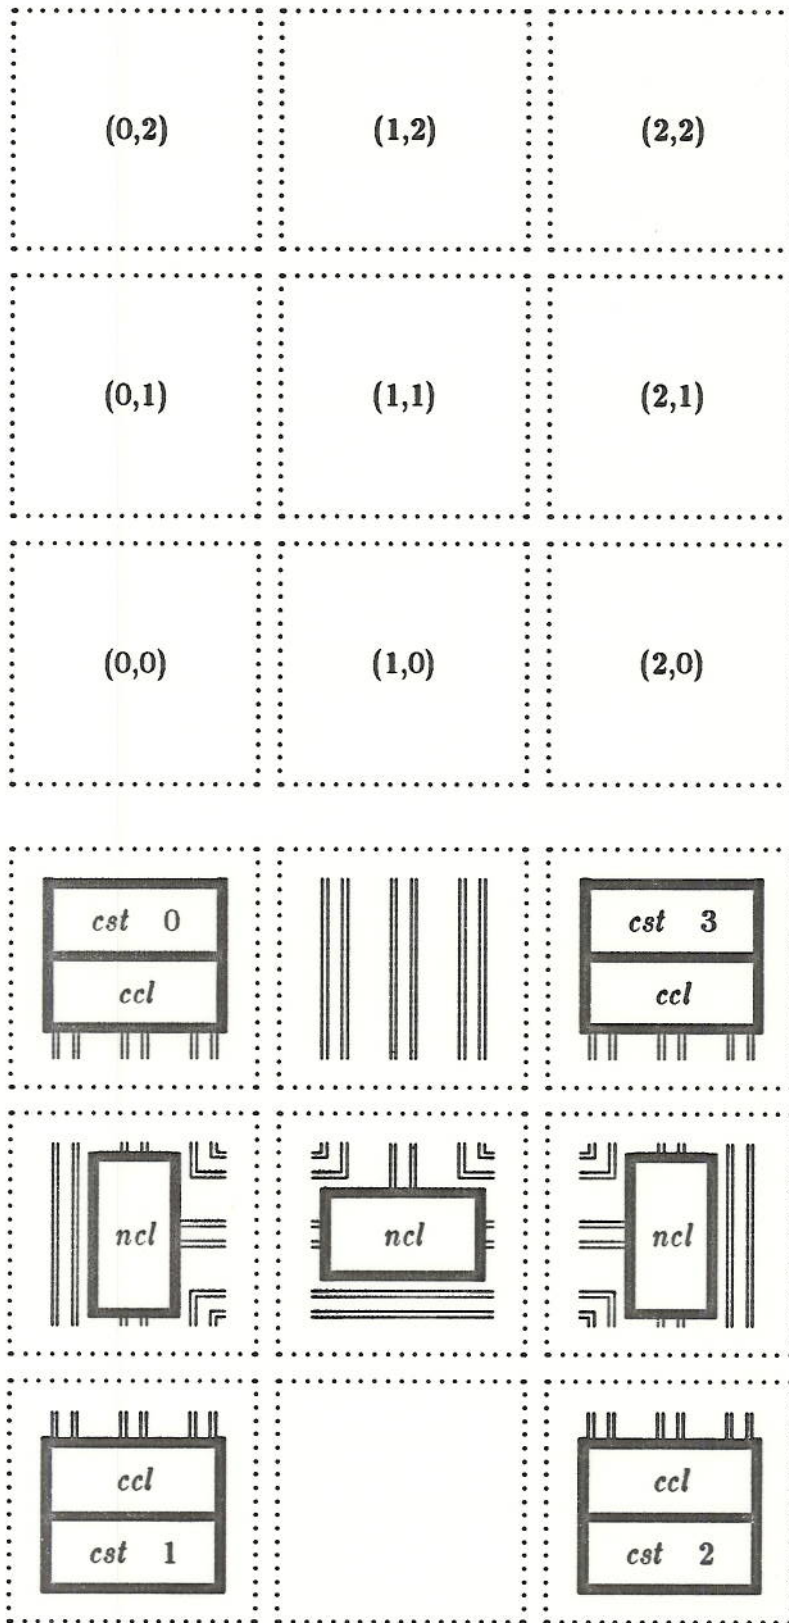 (0,2) (1,2) (2,2)
(0,1) (1,1) (2,1)
(0,0) (1,0) (2,0)
cst 0 cst 3
ccl ccl
ncl ncl ncl
ccl ccl
cst 1 cst 2